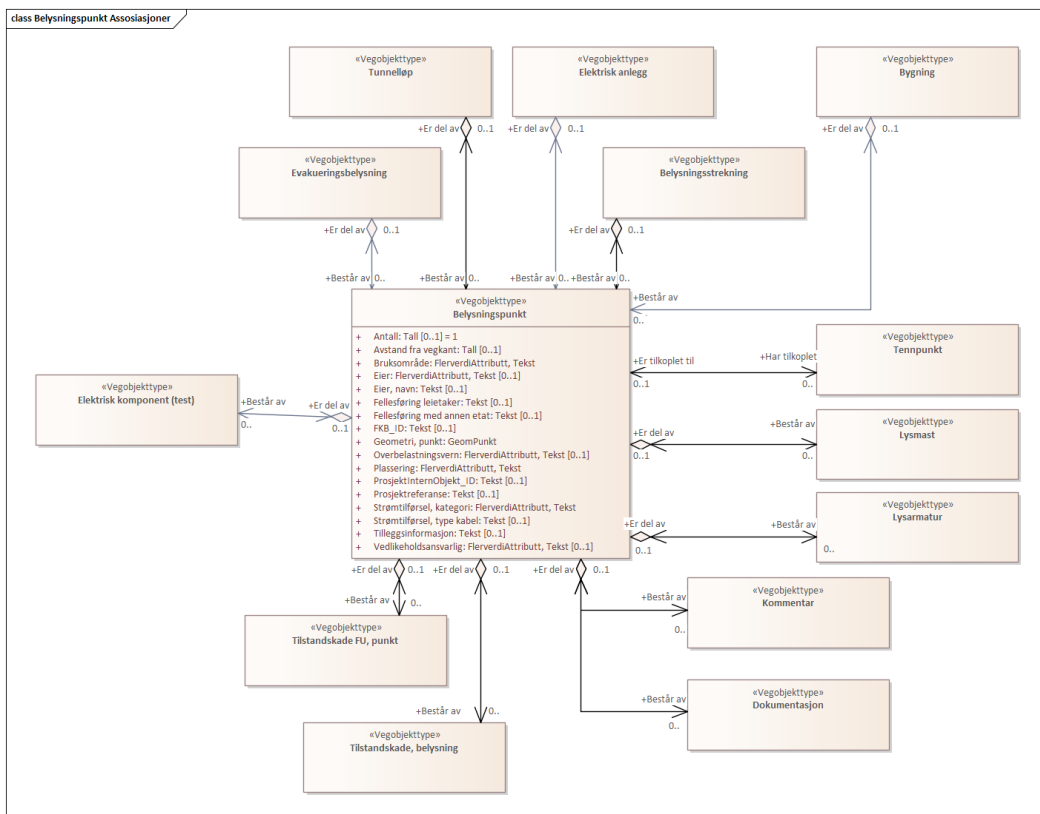 class Belysningspunkt Assosiasjoner
«Vegobjekttype»
Tunnelløp
«Vegobjekttype»
Elektrisk anlegg
«Vegobjekttype»
Bygning
+Er del av
0..1
+Er del av
0..1
+Er del av
0..1
«Vegobjekttype»
Evakueringsbelysning
«Vegobjekttype»
Belysningsstrekning
+Er del av
0..1
+Er del av
0..1
+Består av
0..
+Består av
0..
+Består av
0..
+Består av
0..
+Består av
0..
«Vegobjekttype»
Belysningspunkt
+ Antall: Tall [0..1] = 1
+ Avstand fra vegkant: Tall [0..1]
+ Bruksområde: FlerverdiAttributt, Tekst
+ Eier: FlerverdiAttributt, Tekst [0..1]
+ Eier, navn: Tekst [0..1]
+ Fellesføring leietaker: Tekst [0..1]
+ Fellesføring med annen etat: Tekst [0..1]
+ FKB_ID: Tekst [0..1]
+ Geometri, punkt: GeomPunkt
+ Overbelastningsvern: FlerverdiAttributt, Tekst [0..1]
+ Plassering: FlerverdiAttributt, Tekst
+ ProsjektInternObjekt_ID: Tekst [0..1]
+ Prosjektreferanse: Tekst [0..1]
+ Strømtilførsel, kategori: FlerverdiAttributt, Tekst
+ Strømtilførsel, type kabel: Tekst [0..1]
+ Tilleggsinformasjon: Tekst [0..1]
+ Vedlikeholdsansvarlig: FlerverdiAttributt, Tekst [0..1]
+Er tilkoplet til
0..1
+Har tilkoplet
0..
«Vegobjekttype»
Tennpunkt
«Vegobjekttype»
Elektrisk komponent (test)
+Består av
0..
+Er del av
0..1
+Er del av
0..1
+Består av
0..
«Vegobjekttype»
Lysmast
+Er del av
0..1
+Består av
0..
«Vegobjekttype»
Lysarmatur
+Er del av
0..1
+Er del av
0..1
+Er del av
0..1
+Består av
0..
«Vegobjekttype»
Tilstandskade FU, punkt
+Består av
0..
«Vegobjekttype»
Kommentar
+Består av
0..
«Vegobjekttype»
Dokumentasjon
+Består av
0..
«Vegobjekttype»
Tilstandskade, belysning